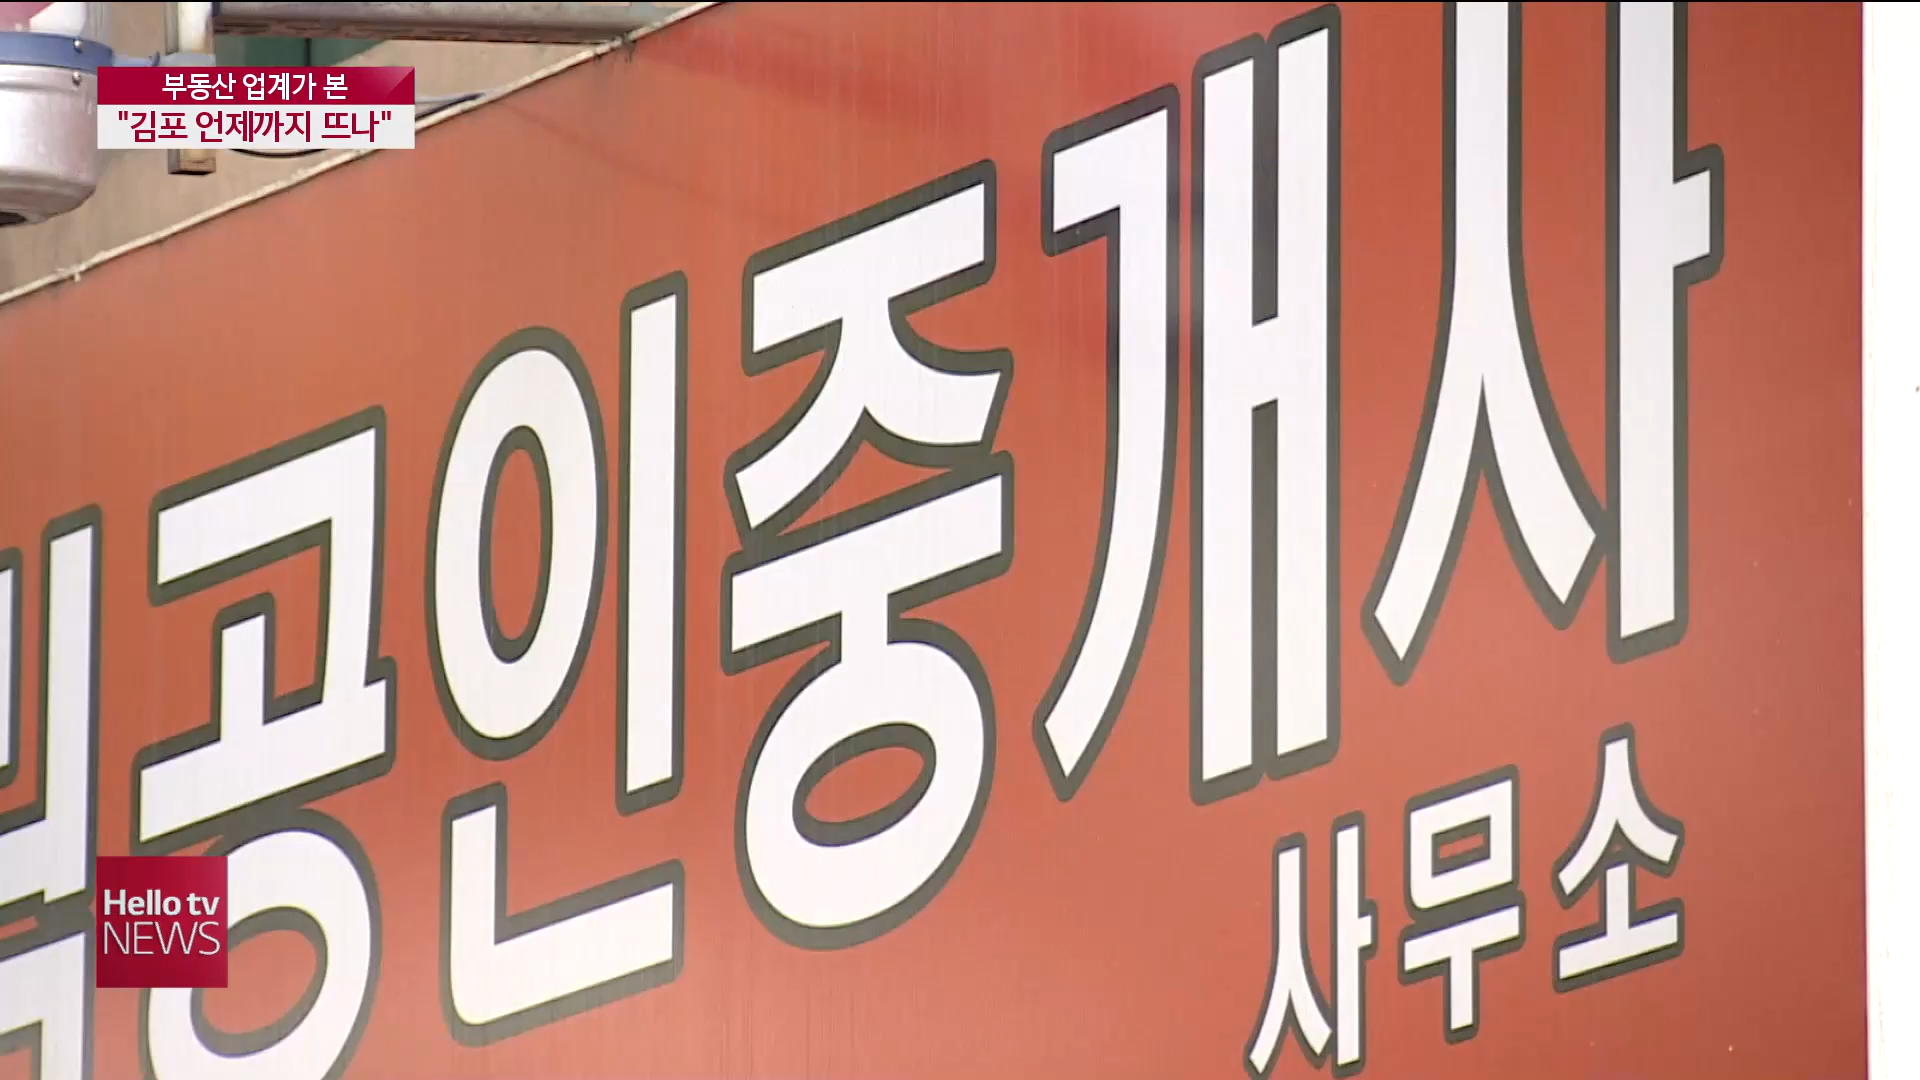 부동산 업계가 본
"김포 언제까지 뜨나"
공인중개사
사무소
Hello tv
NEWS